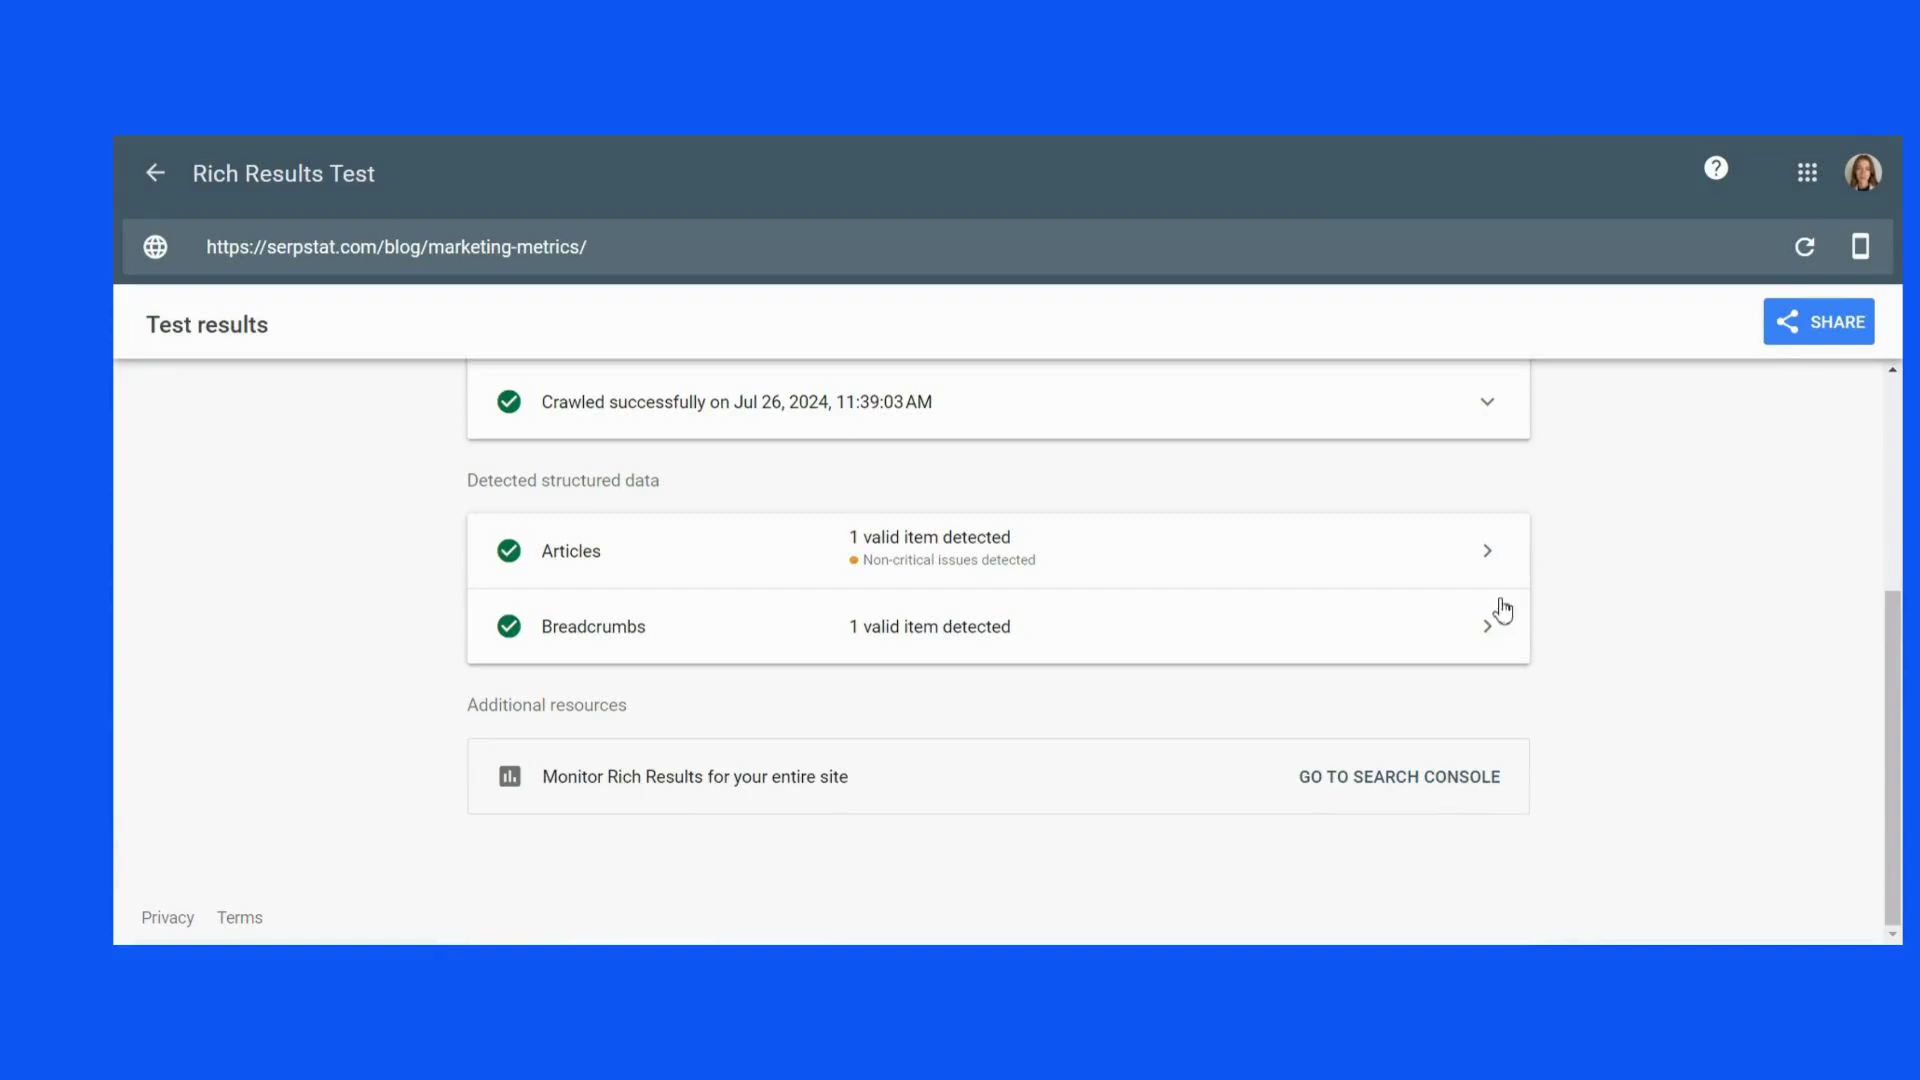 Rich Results Test
https://serpstat.com/blog/marketing-metrics/
Test results
SHARE
Crawled successfully on Jul 26, 2024, 11:39:03 AM
Detected structured data
Articles
1 valid item detected
Non-critical issues detected
Breadcrumbs
1 valid item detected
Additional resources
Monitor Rich Results for your entire site
GO TO SEARCH CONSOLE
Privacy Terms